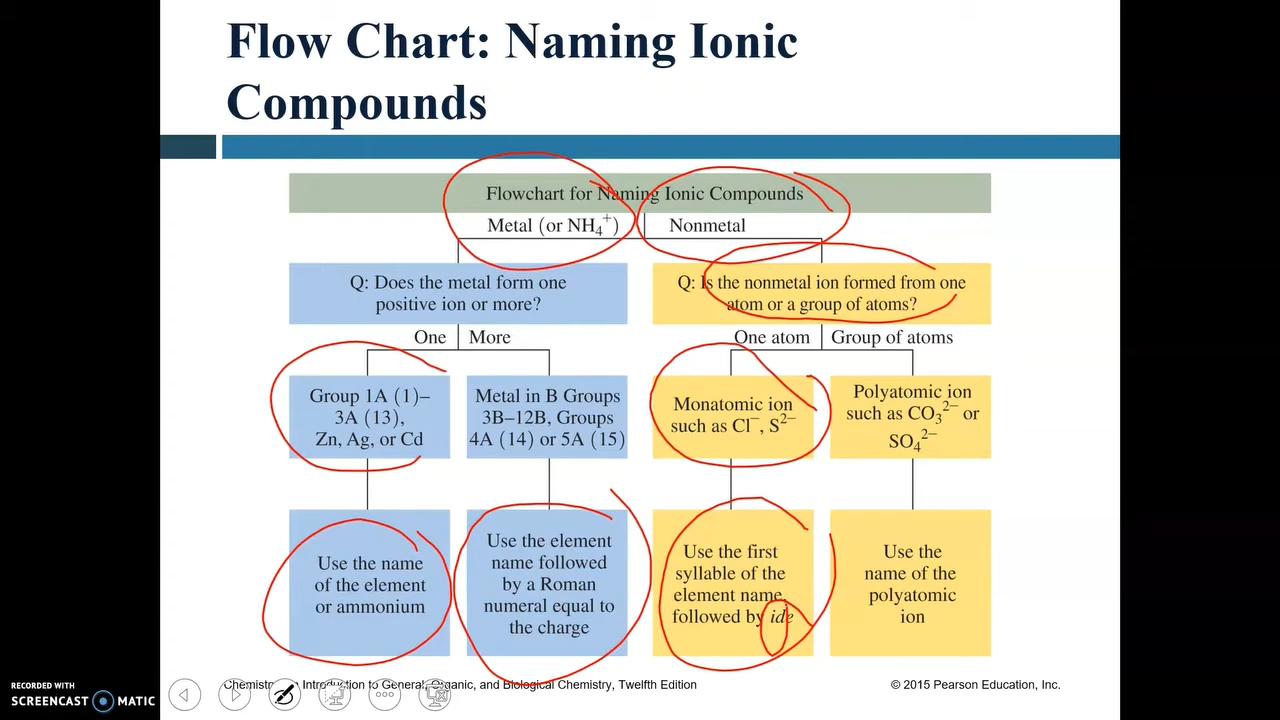 Flow Chart: Naming Ionic
Compounds
Flowchart for Naming Ionic Compounds
Metal (or NH₄⁺)
Nonmetal
Q: Does the metal form one
positive ion or more?
Q: Is the nonmetal ion formed from one
atom or a group of atoms?
One
More
One atom
Group of atoms
Group 1A (1)–
3A (13),
Zn, Ag, or Cd
Metal in B Groups
3B–12B, Groups
4A (14) or 5A (15)
Monatomic ion
such as Cl⁻, S²⁻
Polyatomic ion
such as CO₃²⁻ or
SO₄²⁻
Use the name
of the element
or ammonium
Use the element
name followed
by a Roman
numeral equal to
the charge
Use the first
syllable of the
element name,
followed by ide
Use the
name of the
polyatomic
ion
Chemistry: Introduction to General, Organic, and Biological Chemistry, Twelfth Edition
© 2015 Pearson Education, Inc.
RECORDED WITH
SCREENCAST MATIC